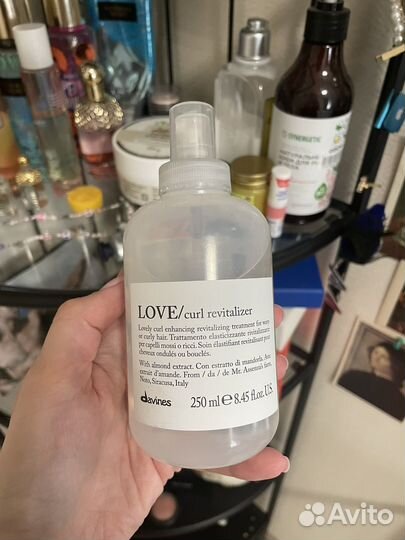 SYNERGETIC
НАТУРАЛЬНОЕ
LOVE/curl revitalizer
Lovely curl enhancing revitalizing treatment for wavy
or curly hair. Trattamento elasticizzante rivitalizzante
per capelli mossi o ricci. Soin élastifiant revitalisant pour
cheveux ondulés ou bouclés.
With almond extract. Con estratto di mandorla. Avec
extrait d'amande. From / da / de Mr. Assenza's farm,
Noto, Siracusa, Italy
davines
250 ml e 8.45 fl.oz. U.S.
Avito